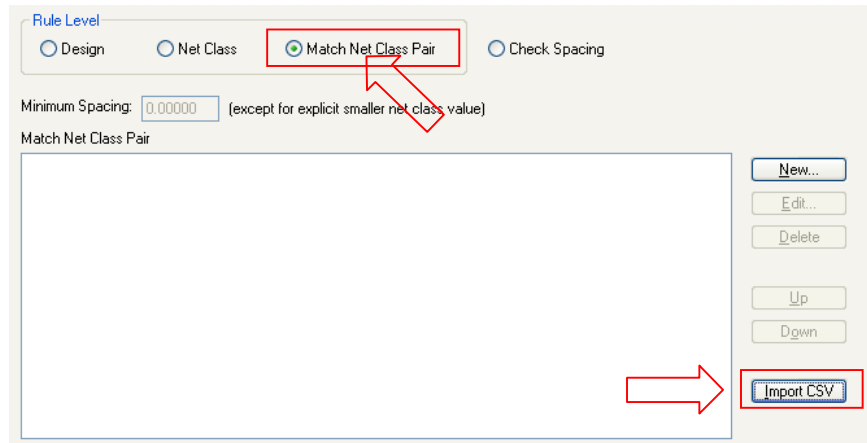 Rule Level
Design Net Class Match Net Class Pair Check Spacing
Minimum Spacing: 0.00000 (except for explicit smaller net class value)
Match Net Class Pair
New...
Edit...
Delete
Up
Down
Import CSV